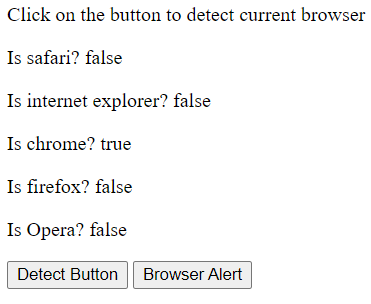 Click on the button to detect current browser
Is safari? false
Is internet explorer? false
Is chrome? true
Is firefox? false
Is Opera? false
Detect Button Browser Alert